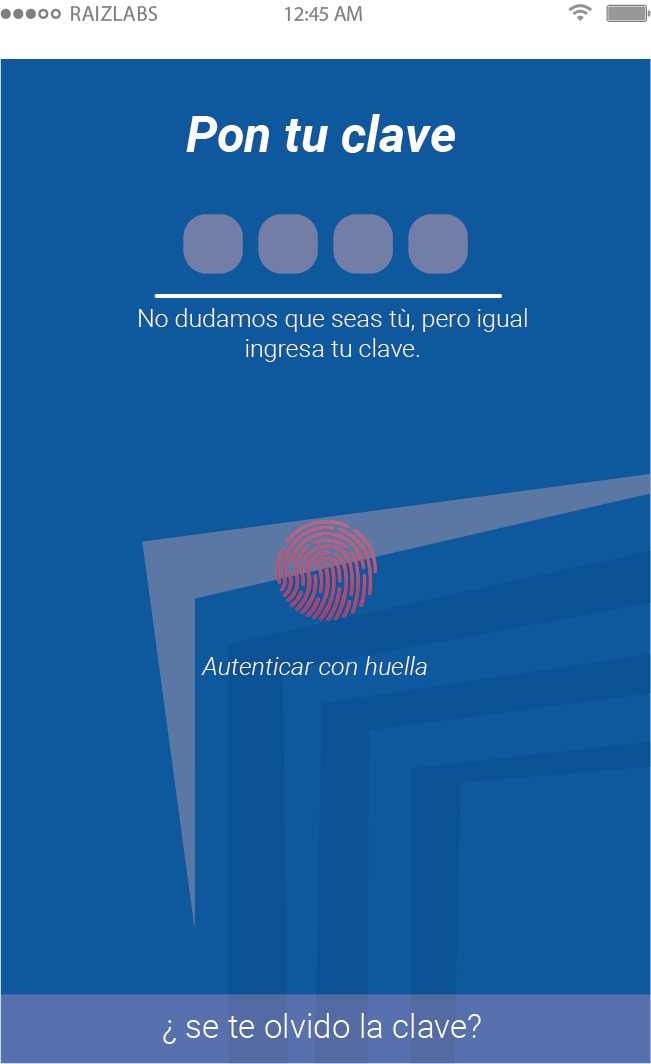 RAIZLABS 12:45 AM
Pon tu clave
No dudamos que seas tù, pero igual
ingresa tu clave.
Autenticar con huella
¿ se te olvido la clave?